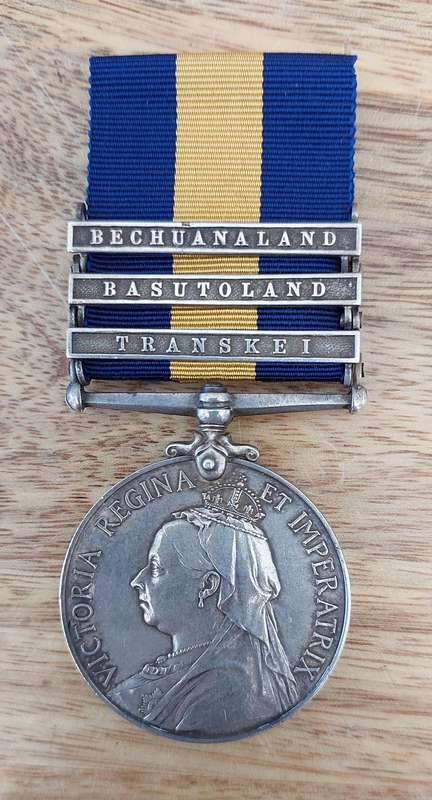 BECHUANALAND
BASUTOLAND
TRANSKEI
VICTORIA REGINA ET IMPERATRIX